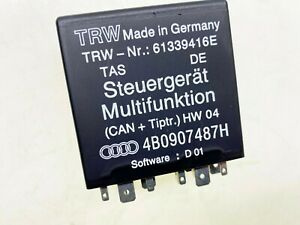 TRW Made in Germany
TRW - Nr.: 61339416E
TAS DE
Steuergerät
Multifunktion
(CAN + Tiptr.) HW 04
4B0907487H
Software : D 01